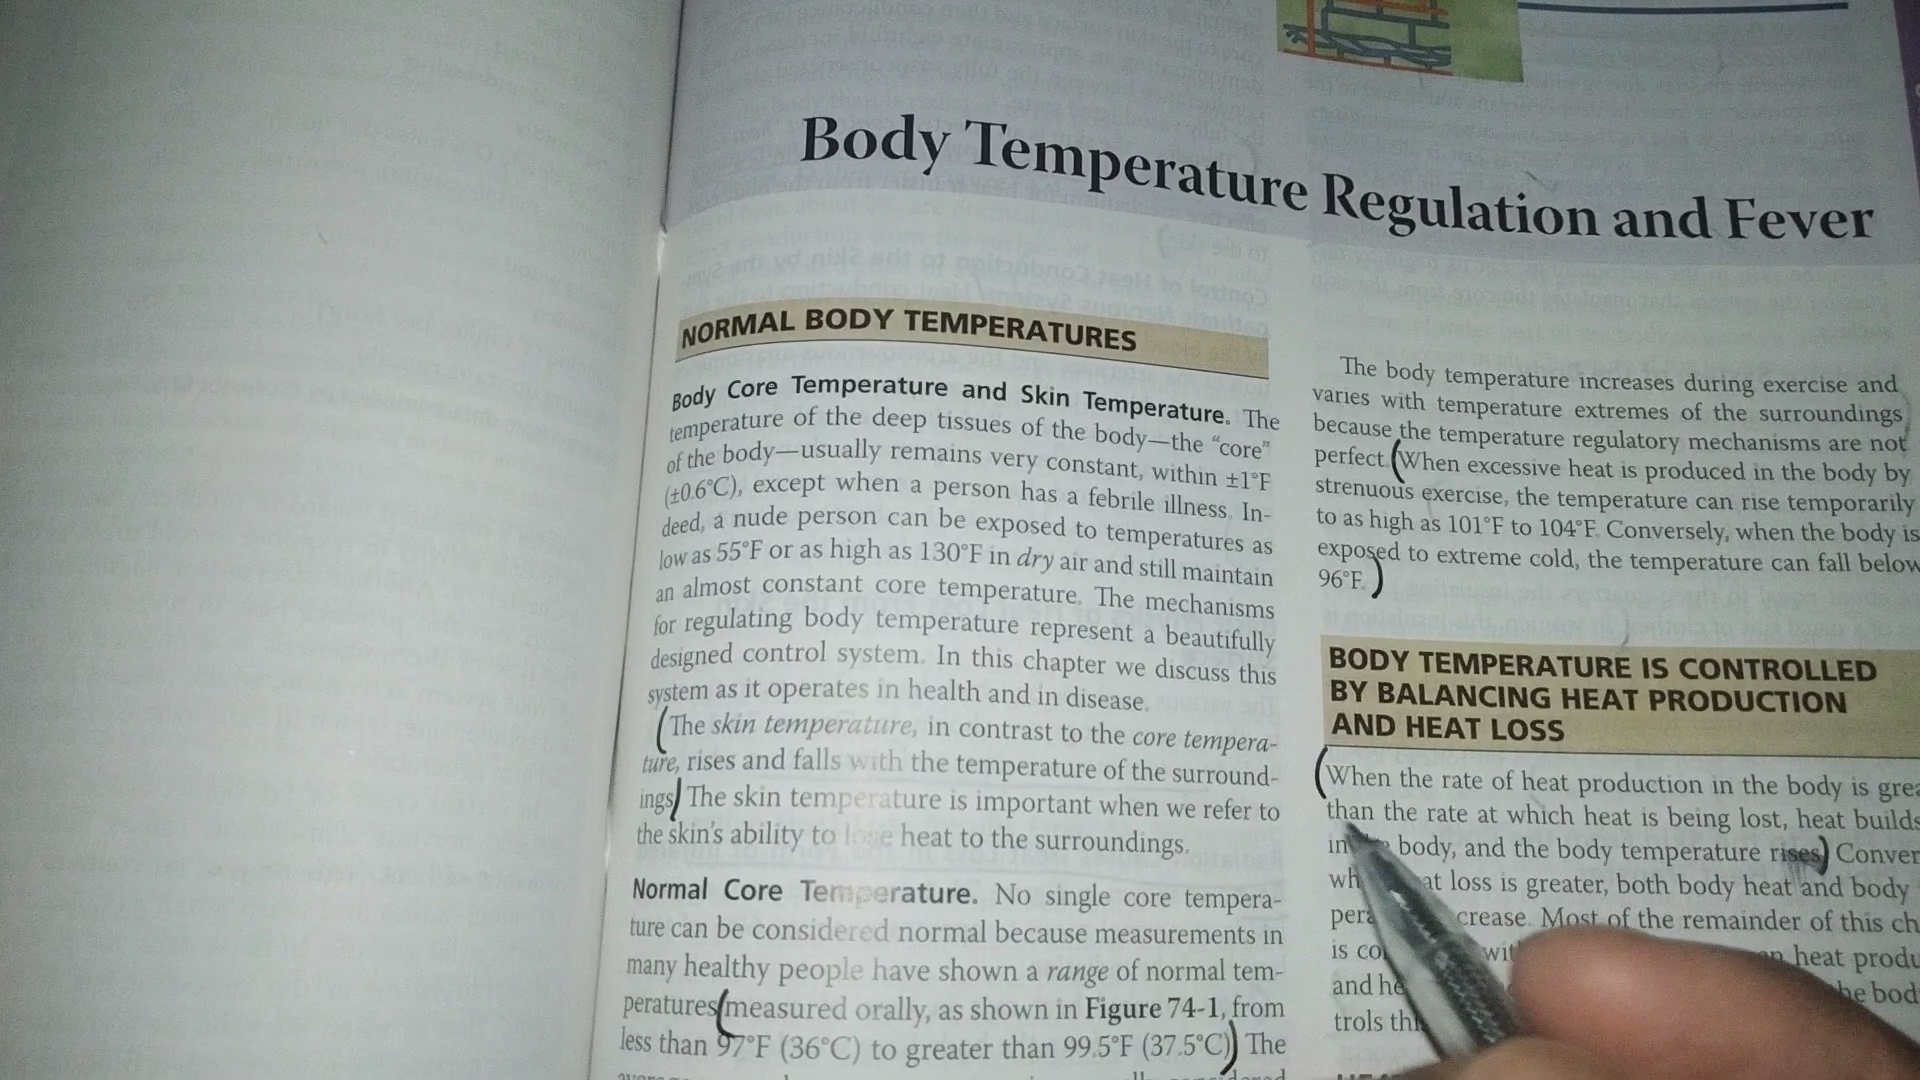 Body Temperature Regulation and Fever
NORMAL BODY TEMPERATURES
Body Core Temperature and Skin Temperature. The
temperature of the deep tissues of the body—the “core”
of the body—usually remains very constant, within ±1°F
(±0.6°C), except when a person has a febrile illness. In-
deed, a nude person can be exposed to temperatures as
low as 55°F or as high as 130°F in dry air and still maintain
an almost constant core temperature. The mechanisms
for regulating body temperature represent a beautifully
designed control system. In this chapter we discuss this
system as it operates in health and in disease.
(The skin temperature, in contrast to the core tempera-
ture, rises and falls with the temperature of the surround-
ings) The skin temperature is important when we refer to
the skin’s ability to lose heat to the surroundings.
Normal Core Temperature. No single core tempera-
ture can be considered normal because measurements in
many healthy people have shown a range of normal tem-
peratures (measured orally, as shown in Figure 74-1, from
less than 97°F (36°C) to greater than 99.5°F (37.5°C)) The
The body temperature increases during exercise and
varies with temperature extremes of the surroundings
because the temperature regulatory mechanisms are not
perfect. (When excessive heat is produced in the body by
strenuous exercise, the temperature can rise temporarily
to as high as 101°F to 104°F. Conversely, when the body is
exposed to extreme cold, the temperature can fall below
96°F.)
BODY TEMPERATURE IS CONTROLLED
BY BALANCING HEAT PRODUCTION
AND HEAT LOSS
(When the rate of heat production in the body is
than the rate at which heat is being lost, heat builds
in body, and the body temperature rises)
loss is greater, both body heat and body
Most of the remainder of this
is heat
and